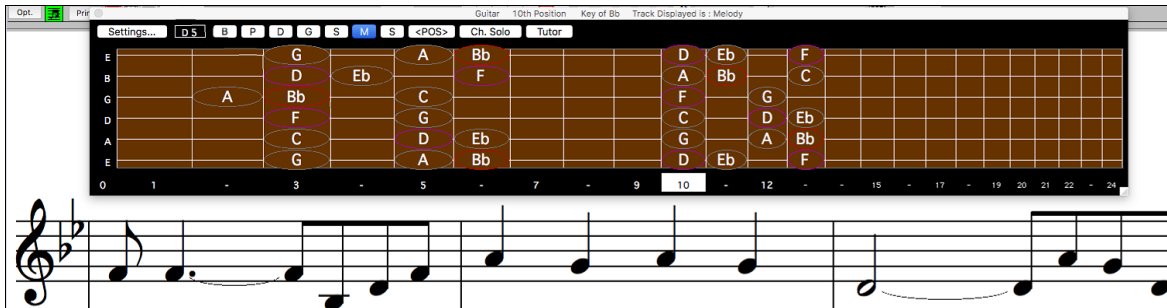 Opt. Prir Guitar 10th Position Key of Bb Track Displayed is : Melody
Settings... D 5 B P D G S M S <POS> Ch. Solo Tutor
E G A Bb D Eb F
B D Eb F A Bb C
G A Bb C F G
D F G C D Eb
A C D Eb G A Bb
E G A Bb D Eb F
0 1 - 3 - 5 - 7 - 9 10 - 12 - - 15 - 17 - 19 20 21 22 - 24